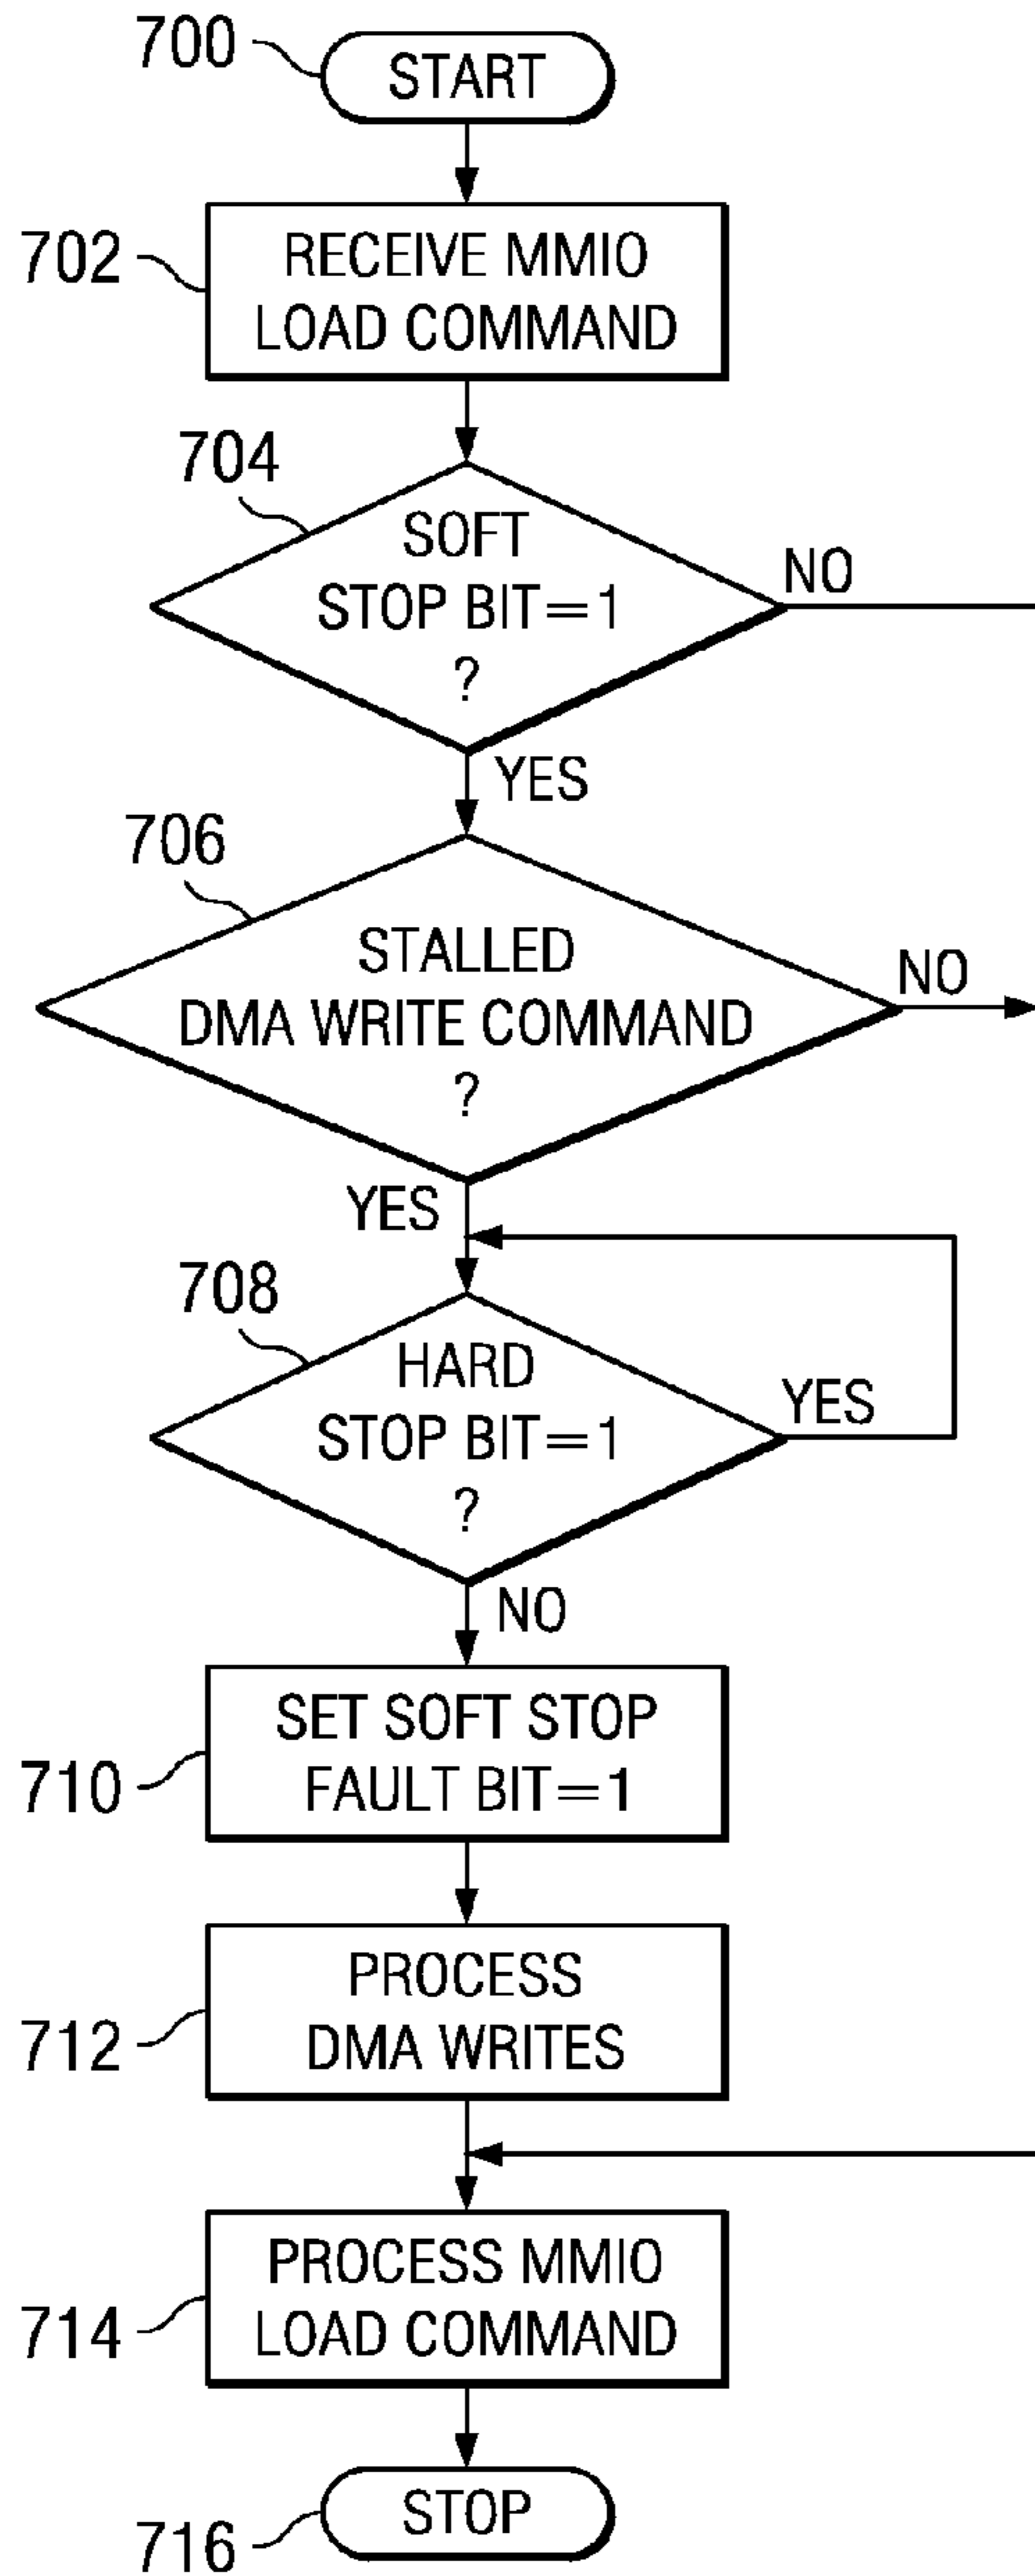 700
START
702
RECEIVE MMIO
LOAD COMMAND
704
SOFT
STOP BIT=1
?
NO
YES
706
STALLED
DMA WRITE COMMAND
?
NO
YES
708
HARD
STOP BIT=1
?
YES
NO
710
SET SOFT STOP
FAULT BIT=1
712
PROCESS
DMA WRITES
714
PROCESS MMIO
LOAD COMMAND
716
STOP